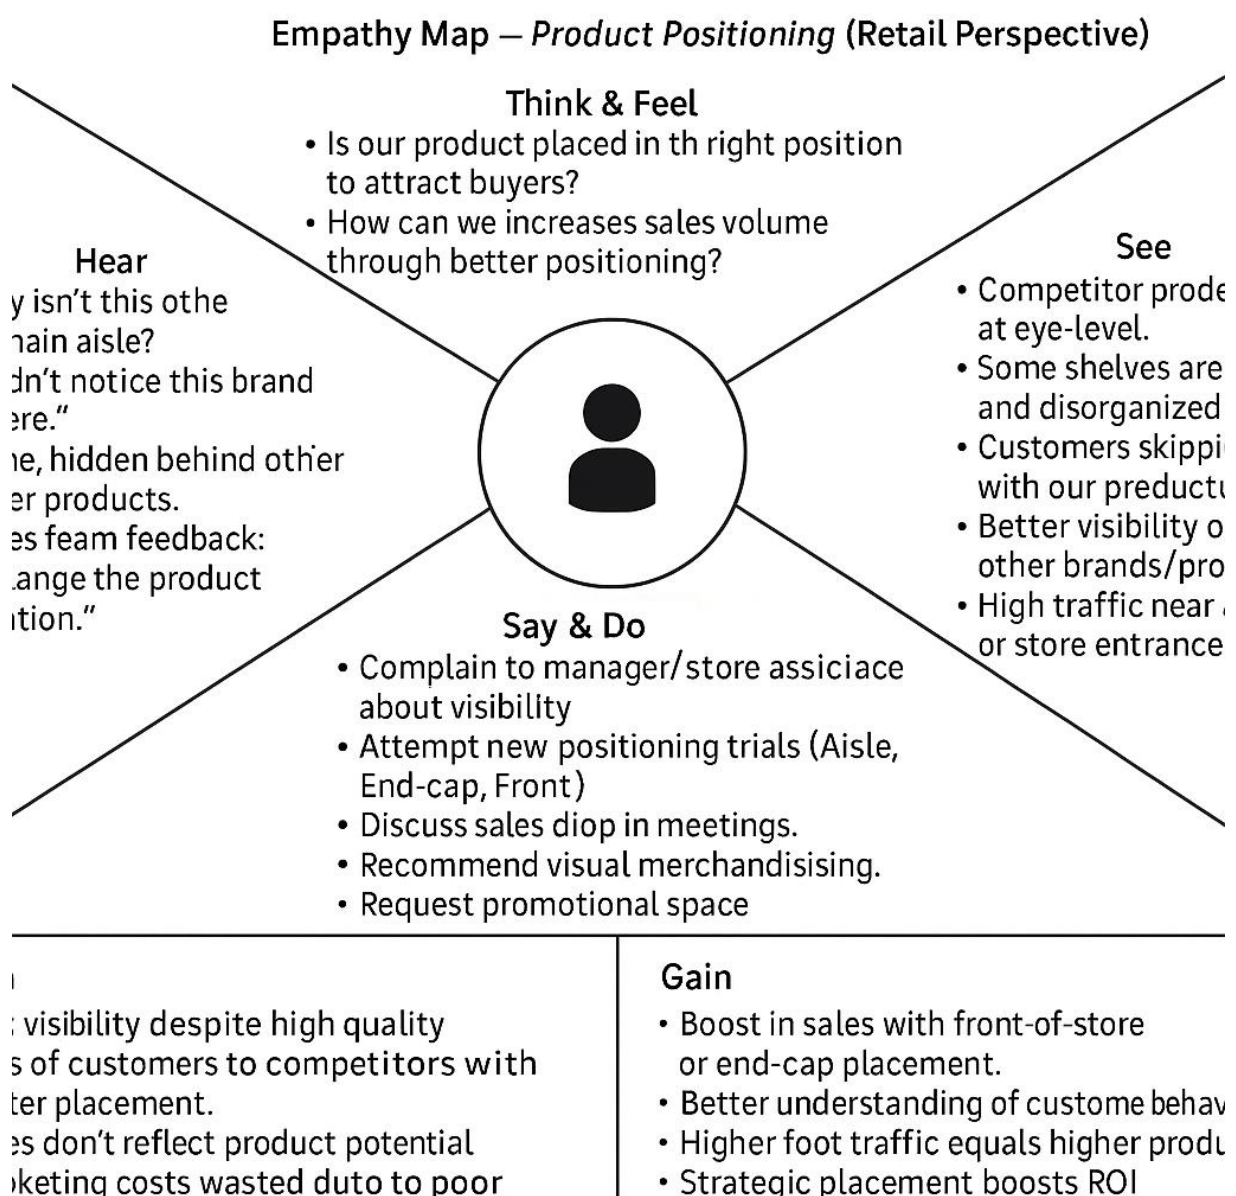 Empathy Map – Product Positioning (Retail Perspective)
Think & Feel
• Is our product placed in th right position
to attract buyers?
• How can we increases sales volume
through better positioning?
Hear
y isn't this othe
nain aisle?
dn't notice this brand
ere.“
ne, hidden behind other
er products.
es feam feedback:
ange the product
tion.”
See
• Competitor prode
at eye-level.
• Some shelves are
and disorganized
• Customers skippi
with our preductu
• Better visibility o
other brands/pro
• High traffic near
or store entrance
Say & Do
• Complain to manager/store assiciace
about visibility
• Attempt new positioning trials (Aisle,
End-cap, Front)
• Discuss sales diop in meetings.
• Recommend visual merchandisising.
• Request promotional space
visibility despite high quality
s of customers to competitors with
ter placement.
es don't reflect product potential
keting costs wasted duto to poor
Gain
• Boost in sales with front-of-store
or end-cap placement.
• Better understanding of custome behav
• Higher foot traffic equals higher produ
• Strategic placement boosts ROI